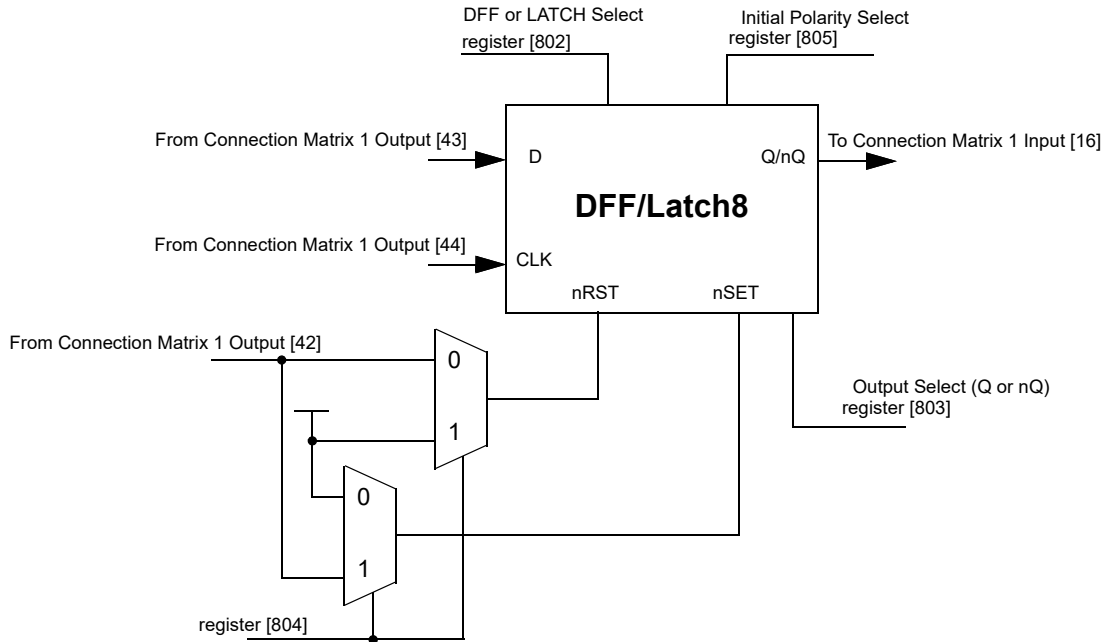 DFF or LATCH Select
register [802]
Initial Polarity Select
register [805]
From Connection Matrix 1 Output [43]
D
Q/nQ
To Connection Matrix 1 Input [16]
DFF/Latch8
From Connection Matrix 1 Output [44]
CLK
nRST
nSET
From Connection Matrix 1 Output [42]
0
1
Output Select (Q or nQ)
register [803]
0
1
register [804]